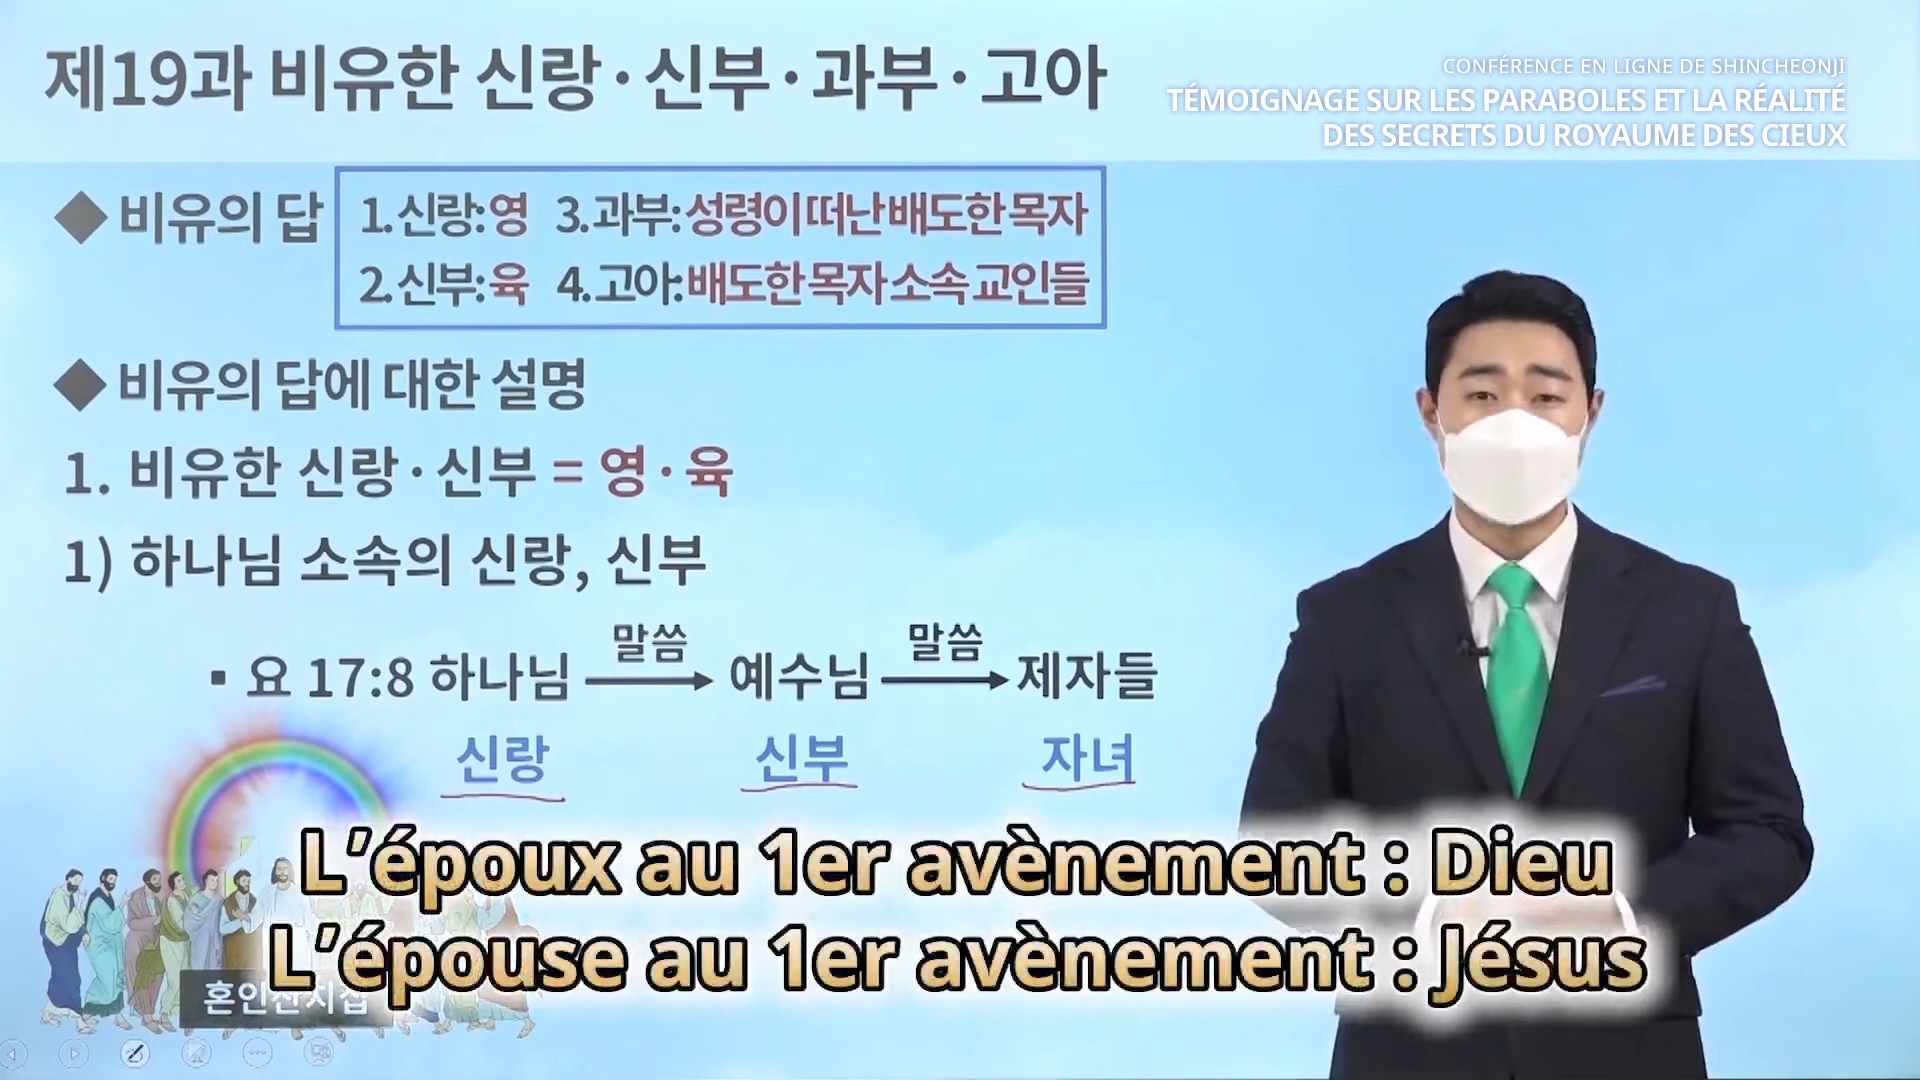 제19과 비유한 신랑·신부·과부·고아
CONFÉRENCE EN LIGNE DE SHINCHEONJI
TÉMOIGNAGE SUR LES PARABOLES ET LA RÉALITÉ
DES SECRETS DU ROYAUME DES CIEUX
◆ 비유의 답
1. 신랑: 영 3. 과부: 성령이 떠난 배도한 목자
2. 신부: 육 4. 고아: 배도한 목자 소속 교인들
◆ 비유의 답에 대한 설명
1. 비유한 신랑·신부 = 영·육
1) 하나님 소속의 신랑, 신부
말씀 말씀
▪ 요 17:8 하나님 → 예수님 → 제자들
신랑 신부 자녀
L’époux au 1er avènement : Dieu
L’épouse au 1er avènement : Jésus
혼인잔치집